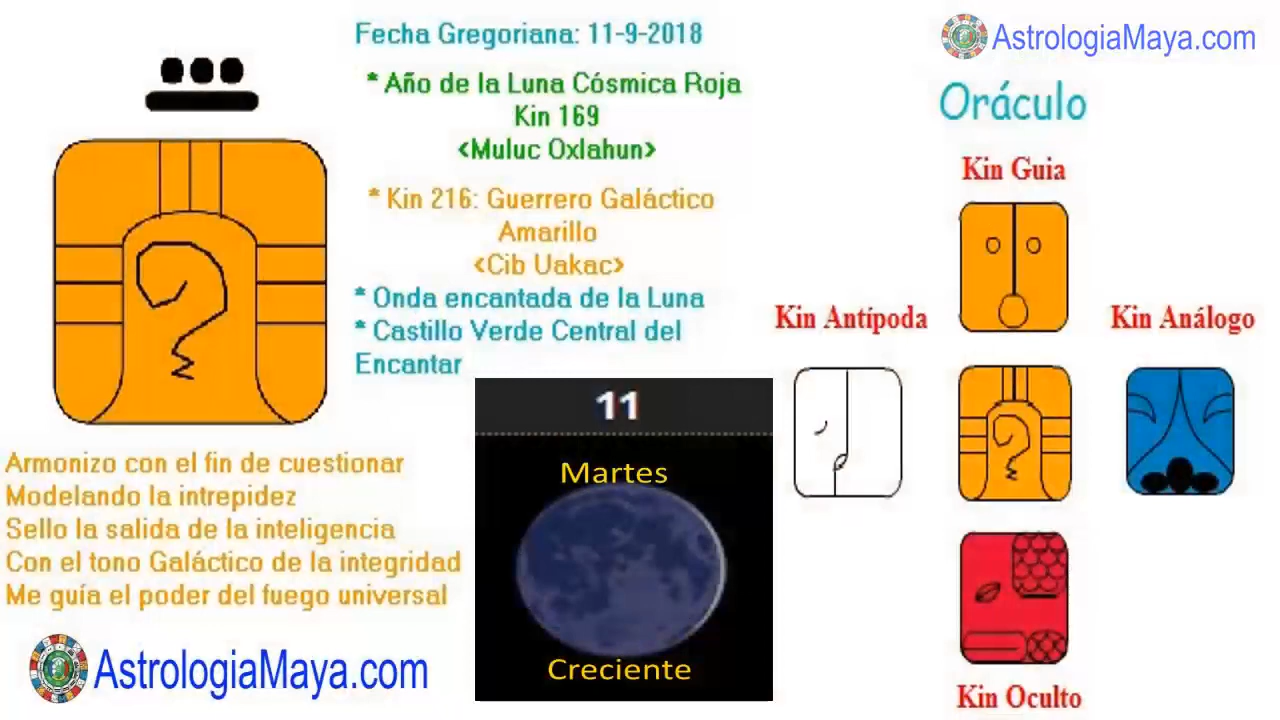 Fecha Gregoriana: 11-9-2018
* Año de la Luna Cósmica Roja
Kin 169
<Muluc Oxlahun>
* Kin 216: Guerrero Galáctico
Amarillo
<Cib Uakac>
* Onda encantada de la Luna
* Castillo Verde Central del
Encantar
11
Martes
Creciente
Armonizo con el fin de cuestionar
Modelando la intrepidez
Sello la salida de la inteligencia
Con el tono Galáctico de la integridad
Me guía el poder del fuego universal
AstrologiaMaya.com
AstrologiaMaya.com
Oráculo
Kin Guia
Kin Antípoda
Kin Análogo
Kin Oculto